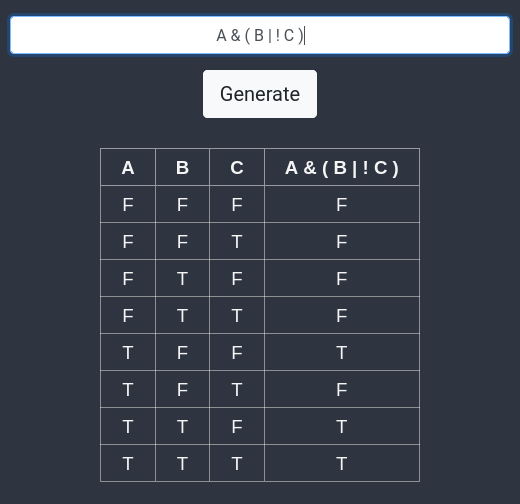 A & ( B | ! C )
Generate
A B C A & ( B | ! C )
F F F F
F F T F
F T F F
F T T F
T F F T
T F T F
T T F T
T T T T